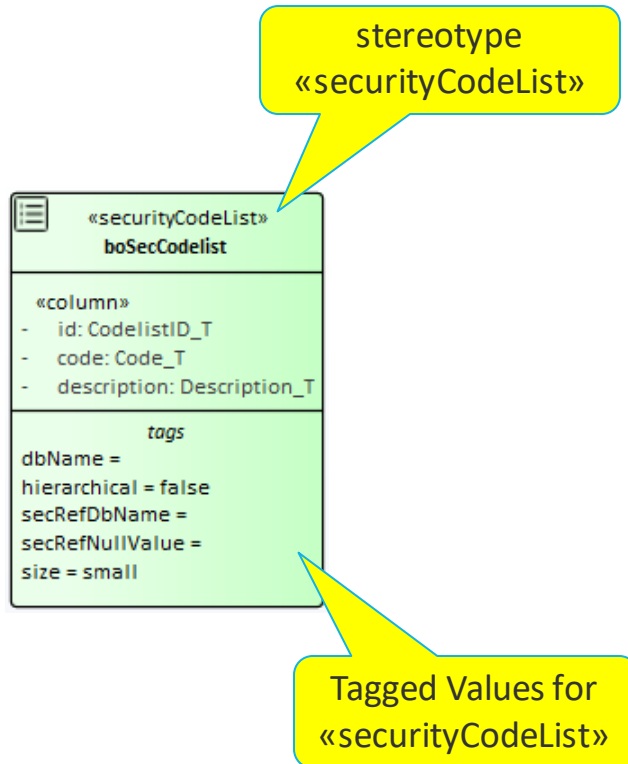 stereotype
«securityCodeList»
«securityCodeList»
boSecCodelist
«column»
- id: CodelistID_T
- code: Code_T
- description: Description_T
tags
dbName =
hierarchical = false
secRefDbName =
secRefNullValue =
size = small
Tagged Values for
«securityCodeList»